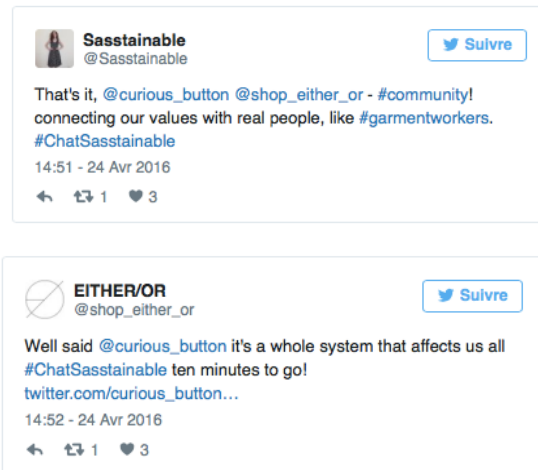 Sasstainable
@Sasstainable
Suivre
That's it, @curious_button @shop_either_or - #community!
connecting our values with real people, like #garmentworkers.
#ChatSasstainable
14:51 - 24 Avr 2016
1 3
EITHER/OR
@shop_either_or
Suivre
Well said @curious_button it's a whole system that affects us all
#ChatSasstainable ten minutes to go!
twitter.com/curious_button…
14:52 - 24 Avr 2016
1 3